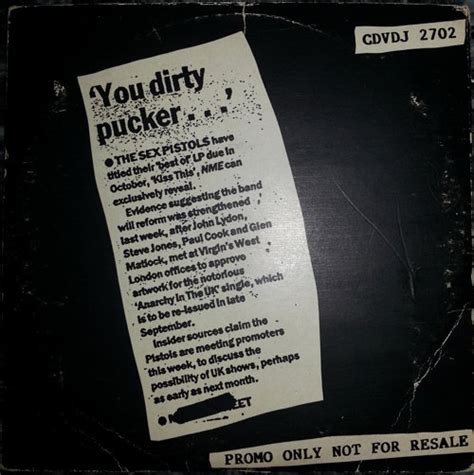 CDVDJ 2702
'You dirty
pucker . . .'
● THE SEX PISTOLS have
titled their 'best of' LP due in
October, 'Kiss This', NME can
exclusively reveal.
Evidence suggesting the band
will reform was strengthened
last week, after John Lydon,
Steve Jones, Paul Cook and Glen
Matlock, met at Virgin's West
London offices to approve
artwork for the notorious
'Anarchy In The UK' single, which
is to be re-issued in late
September.
Insider sources claim the
Pistols are meeting promoters
this week, to discuss the
possibility of UK shows, perhaps
as early as next month.
PROMO ONLY NOT FOR RESALE